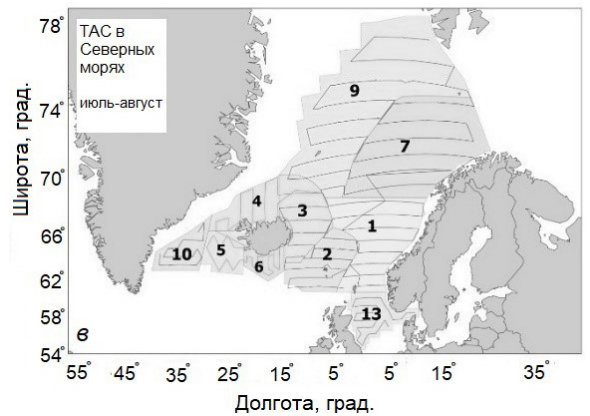 78°
ТАС в
Северных
морях
июль-август
74°
9
7
Широта, град.
70°
4
3
66°
1
5
2
10
6
62°
13
58°
в
54°
55° 45° 35° 25° 15° 5° 5° 15° 35°
Долгота, град.